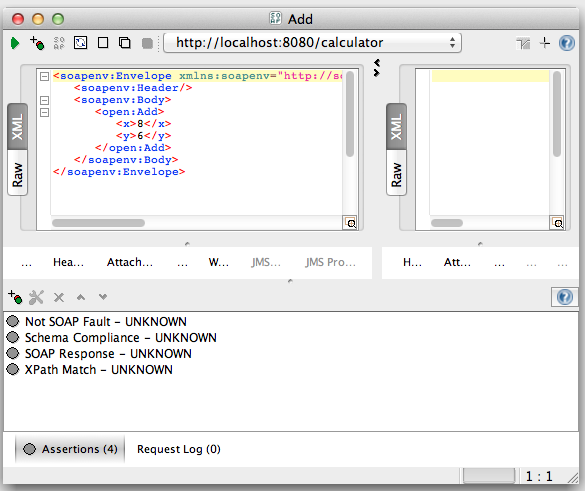 Add
http://localhost:8080/calculator
<soapenv:Envelope xmlns:soapenv="http://so
<soapenv:Header/>
<soapenv:Body>
<open:Add>
<x>8</x>
<y>6</y>
</open:Add>
</soapenv:Body>
</soapenv:Envelope>
XML
Raw
XML
Raw
... Hea... Attach... ... W... JMS... JMS Pro...
H... Att... ... ... ...
Not SOAP Fault – UNKNOWN
Schema Compliance – UNKNOWN
SOAP Response – UNKNOWN
XPath Match – UNKNOWN
Assertions (4) Request Log (0)
1 : 1